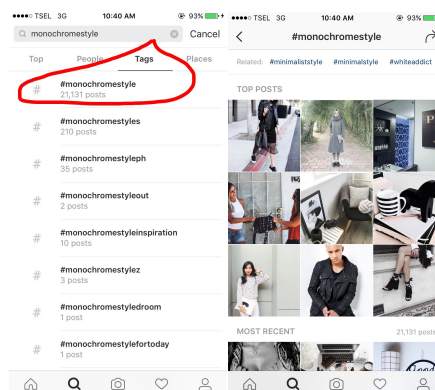 TSEL 3G 10:40 AM 93%
monochromestyle Cancel
Top People Tags Places
#monochromestyle
21,131 posts
#monochromestyles
210 posts
#monochromestyleph
35 posts
#monochromestyleout
2 posts
#monochromestyleinspiration
10 posts
#monochromestylez
3 posts
#monochromestyledroom
1 post
#monochromestylefortoday
1 post
TSEL 3G 10:40 AM 93%
#monochromestyle
Related: #minimaliststyle #minimalstyle #whiteaddict
TOP POSTS
MOST RECENT 21,131 posts